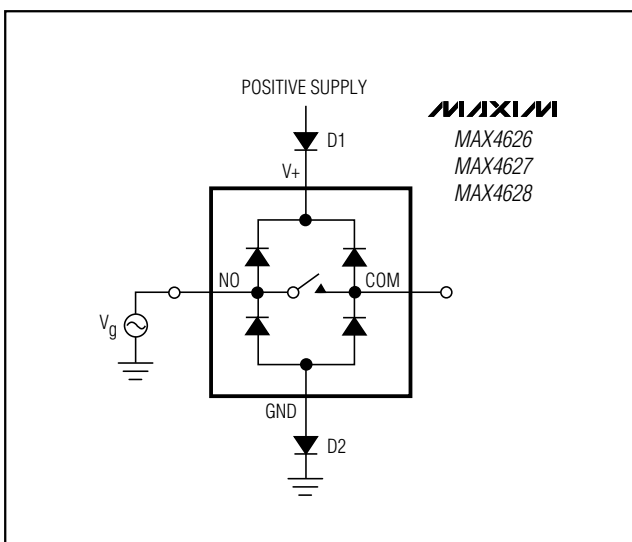 POSITIVE SUPPLY
MAXIM
D1
MAX4626
V+
MAX4627
MAX4628
NO
COM
Vg
GND
D2